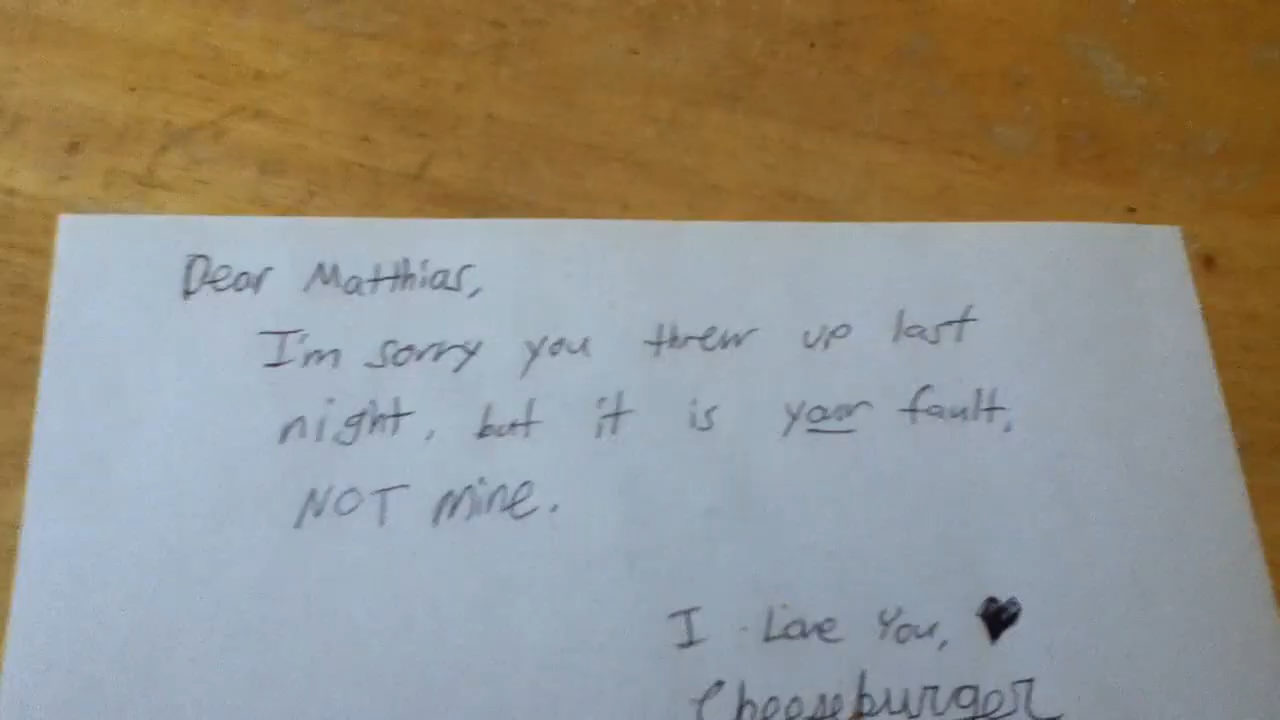 Dear Matthias,
I'm sorry you threw up last
night, but it is your fault,
NOT mine.
I Love You, ♥
Cheeseburger